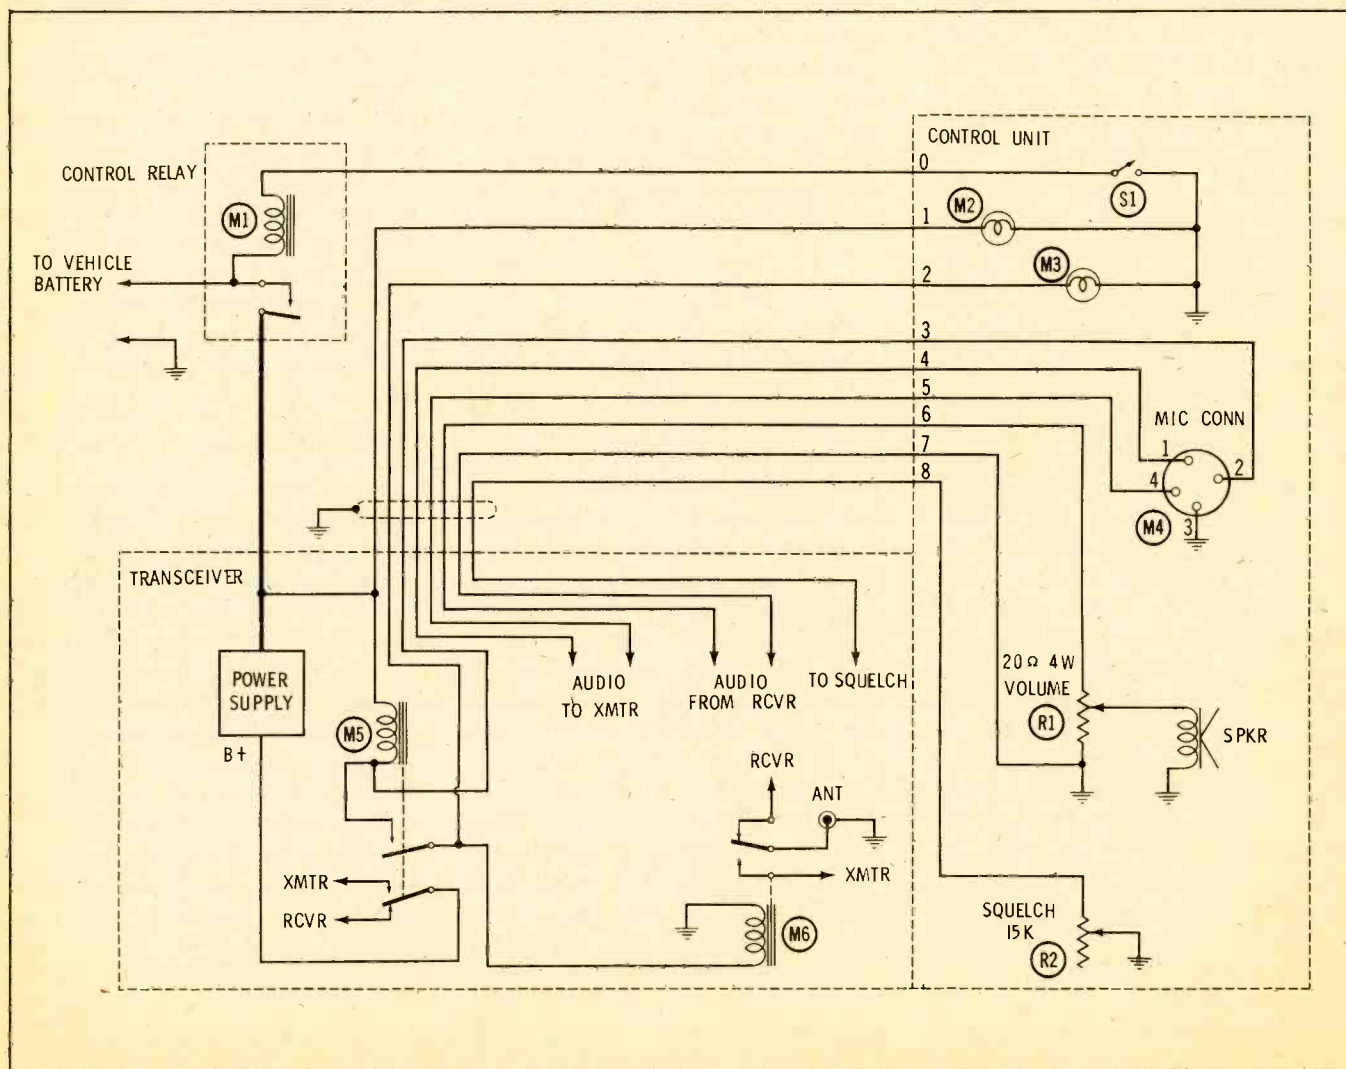 CONTROL UNIT
CONTROL RELAY
0
M1
S1
M2
1
TO VEHICLE
BATTERY
M3
2
3
4
5
6
MIC CONN
7
1
2
8
4
M4
3
TRANSCEIVER
POWER
SUPPLY
AUDIO
TO XMTR
AUDIO
FROM RCVR
TO SQUELCH
20Ω 4W
VOLUME
R1
SPKR
M5
B+
RCVR
ANT
XMTR
XMTR
RCVR
M6
SQUELCH
15K
R2